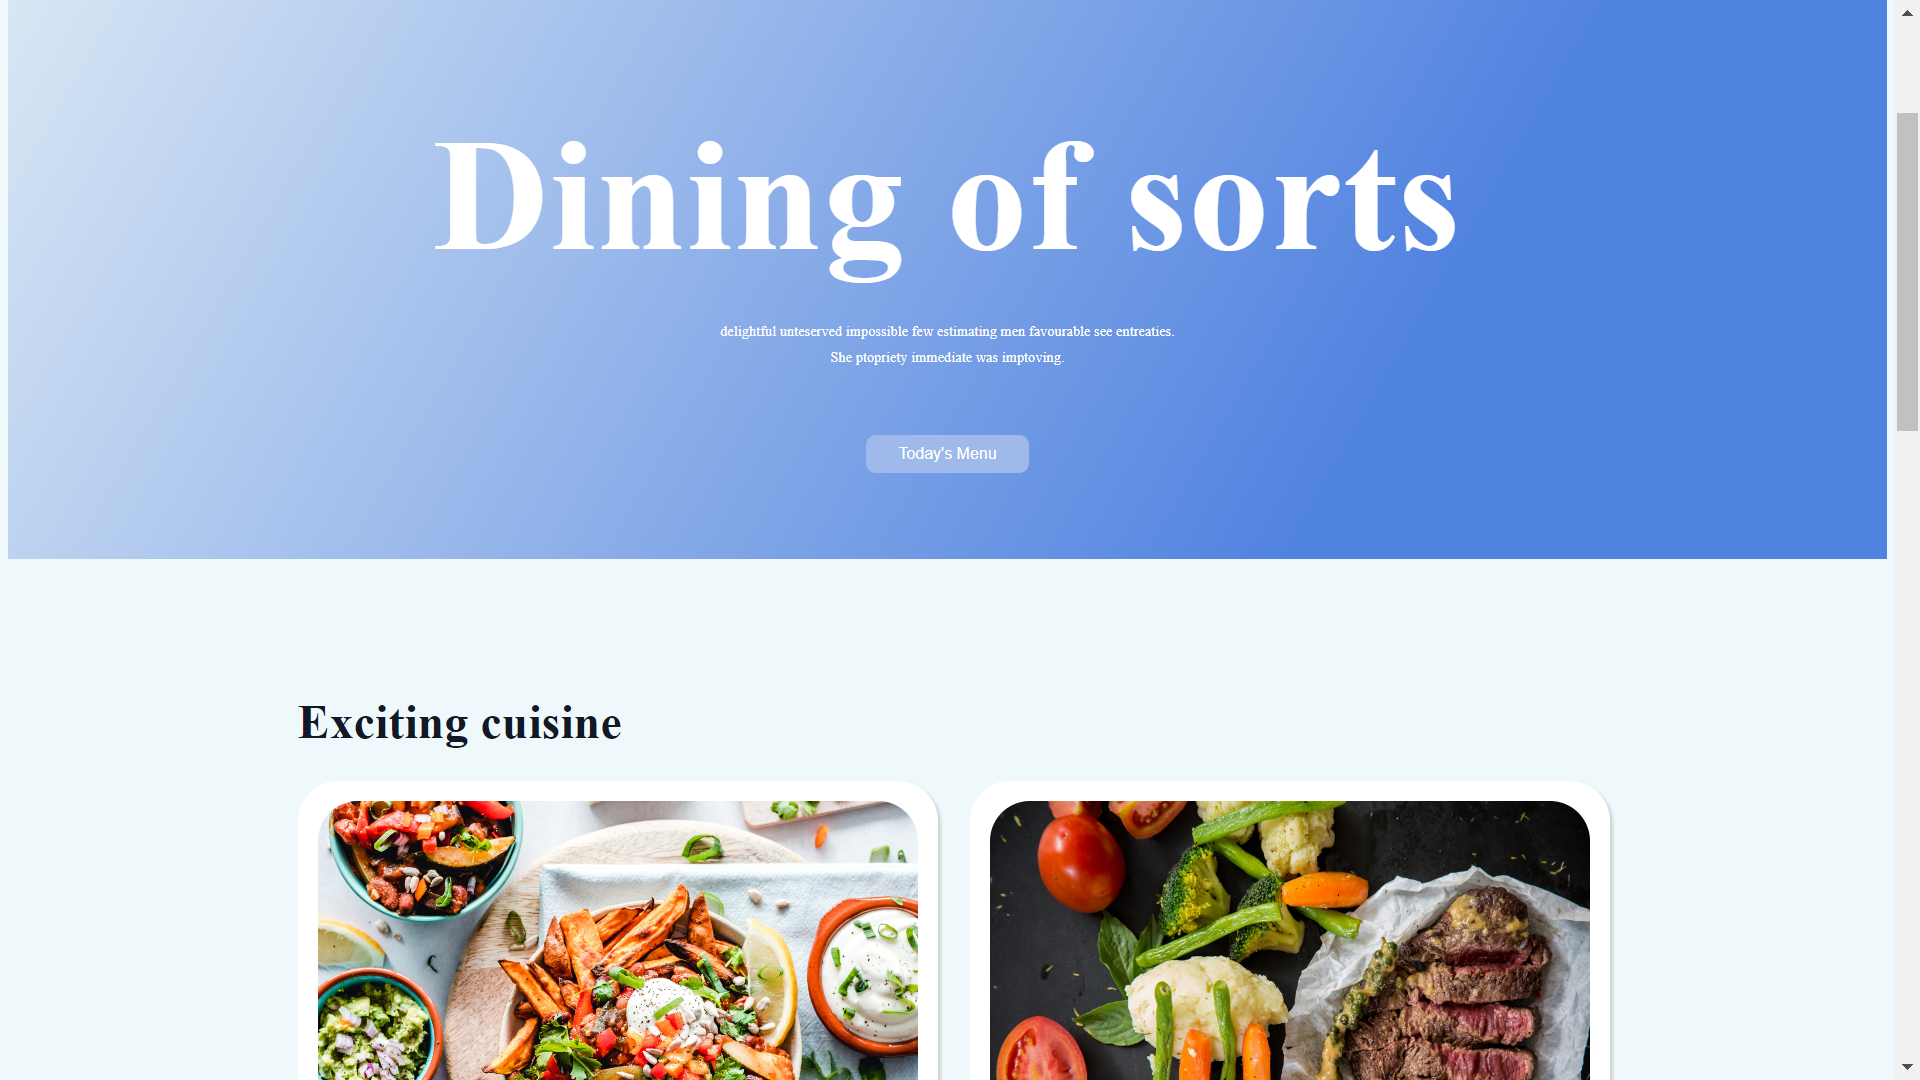 Dining of sorts
delightful unteserved impossible few estimating men favourable see entreaties.
She ptopriety immediate was imptoving.
Today's Menu
Exciting cuisine